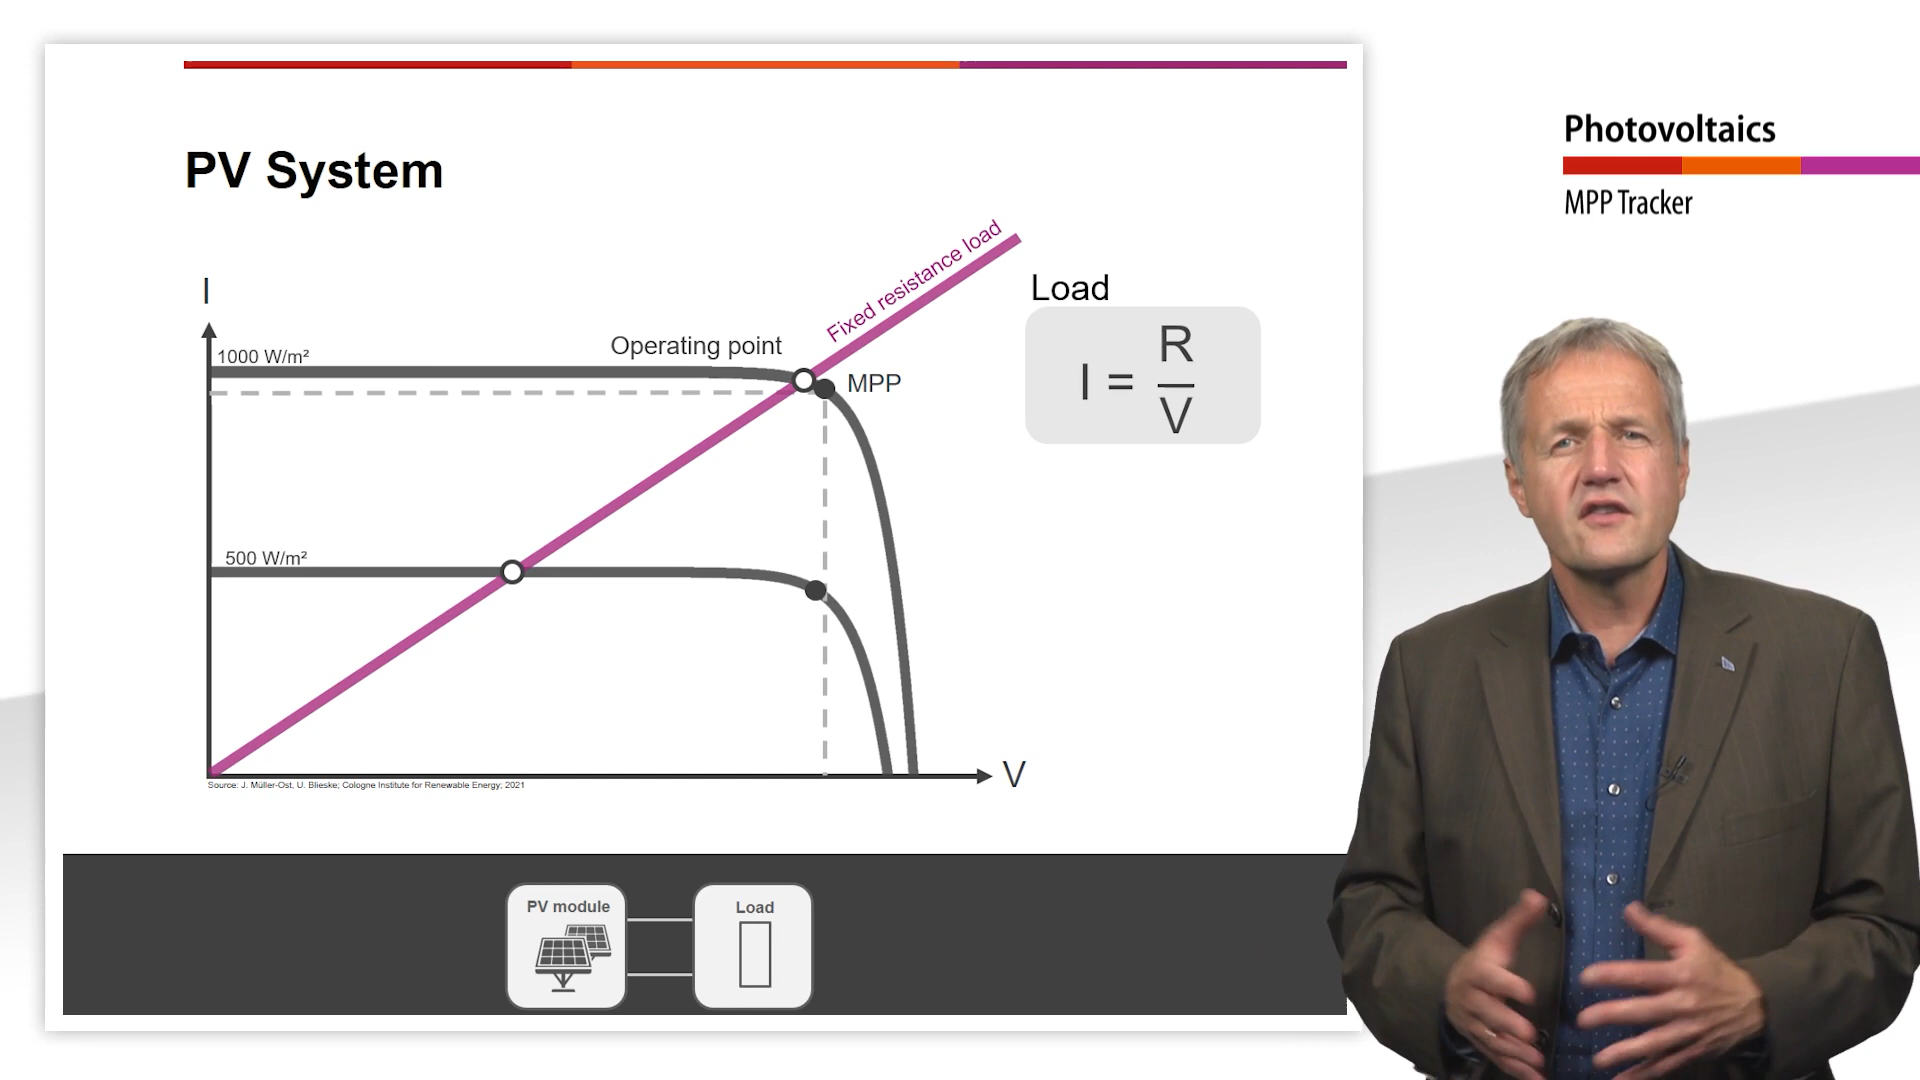 PV System
I
1000 W/m²
Operating point
Fixed resistance load
MPP
500 W/m²
V
Source: J. Müller-Ost, U. Blieske; Cologne Institute for Renewable Energy; 2021
Load
I = R
V
PV module
Load
Photovoltaics
MPP Tracker